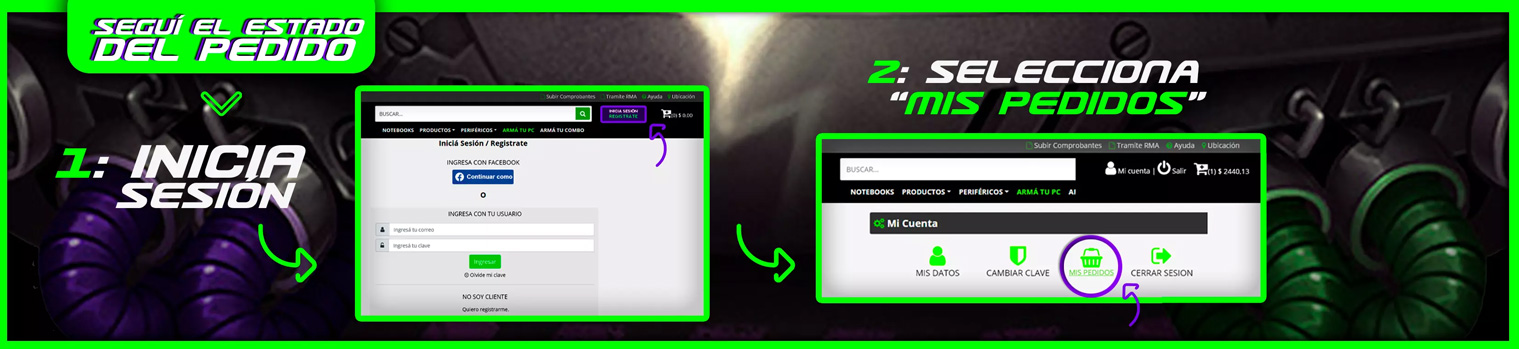 SEGUÍ EL ESTADO
DEL PEDIDO
1: INICIA
SESIÓN
Subir Comprobantes Tramite RMA Ayuda Ubicación
BUSCAR...
INICIA SESIÓN
REGISTRATE
(0) $ 0,00
NOTEBOOKS PRODUCTOS PERIFÉRICOS ARMÁ TU PC ARMÁ TU COMBO
Iniciá Sesión / Registrate
INGRESA CON FACEBOOK
Continuar como
O
INGRESA CON TU USUARIO
Ingresá tu correo
Ingresá tu clave
Ingresar
Olvide mi clave
NO SOY CLIENTE
Quiero registrarme.
2: SELECCIONA
"MIS PEDIDOS"
Subir Comprobantes Tramite RMA Ayuda Ubicación
BUSCAR...
Mi cuenta | Salir (1) $ 2440,13
NOTEBOOKS PRODUCTOS PERIFÉRICOS ARMÁ TU PC AI
Mi Cuenta
MIS DATOS CAMBIAR CLAVE MIS PEDIDOS CERRAR SESION